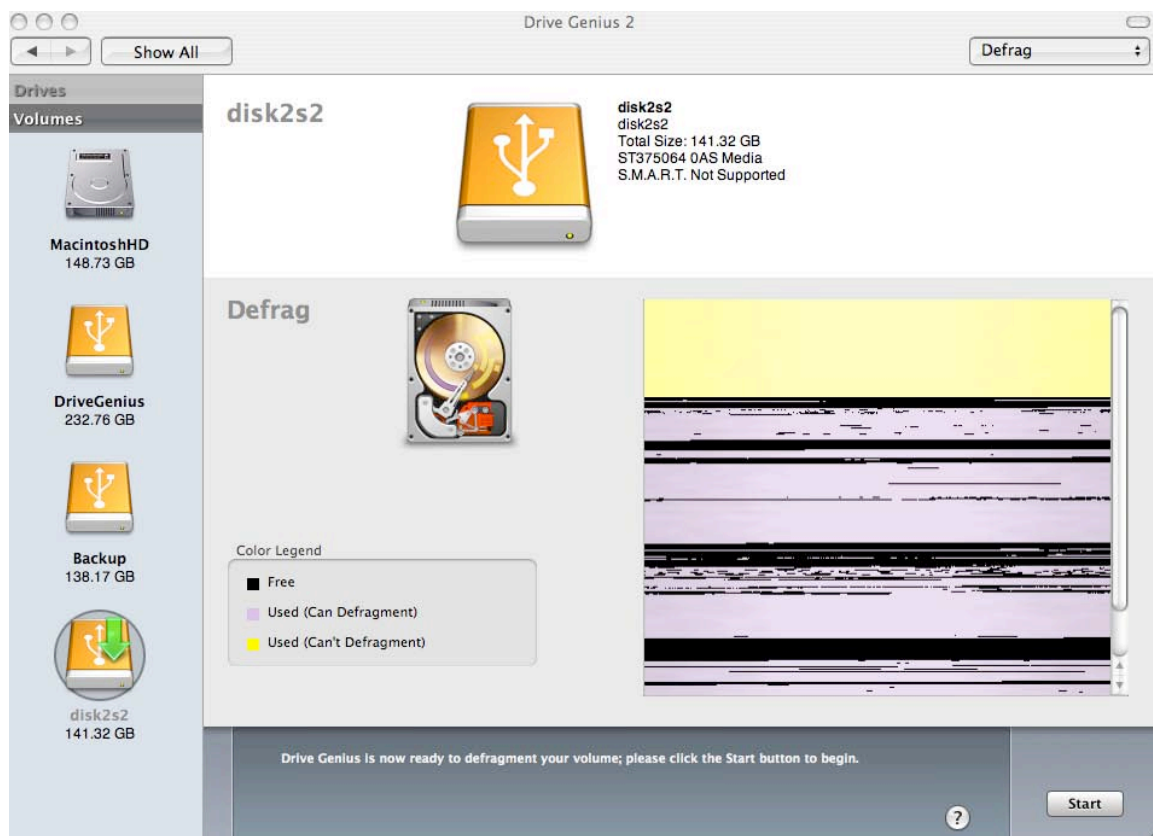 Drive Genius 2
Show All
Defrag
Drives
Volumes
MacintoshHD
148.73 GB
DriveGenius
232.76 GB
Backup
138.17 GB
disk2s2
141.32 GB
disk2s2
disk2s2
disk2s2
Total Size: 141.32 GB
ST375064 0AS Media
S.M.A.R.T. Not Supported
Defrag
Color Legend
Free
Used (Can Defragment)
Used (Can't Defragment)
Drive Genius is now ready to defragment your volume; please click the Start button to begin.
?
Start